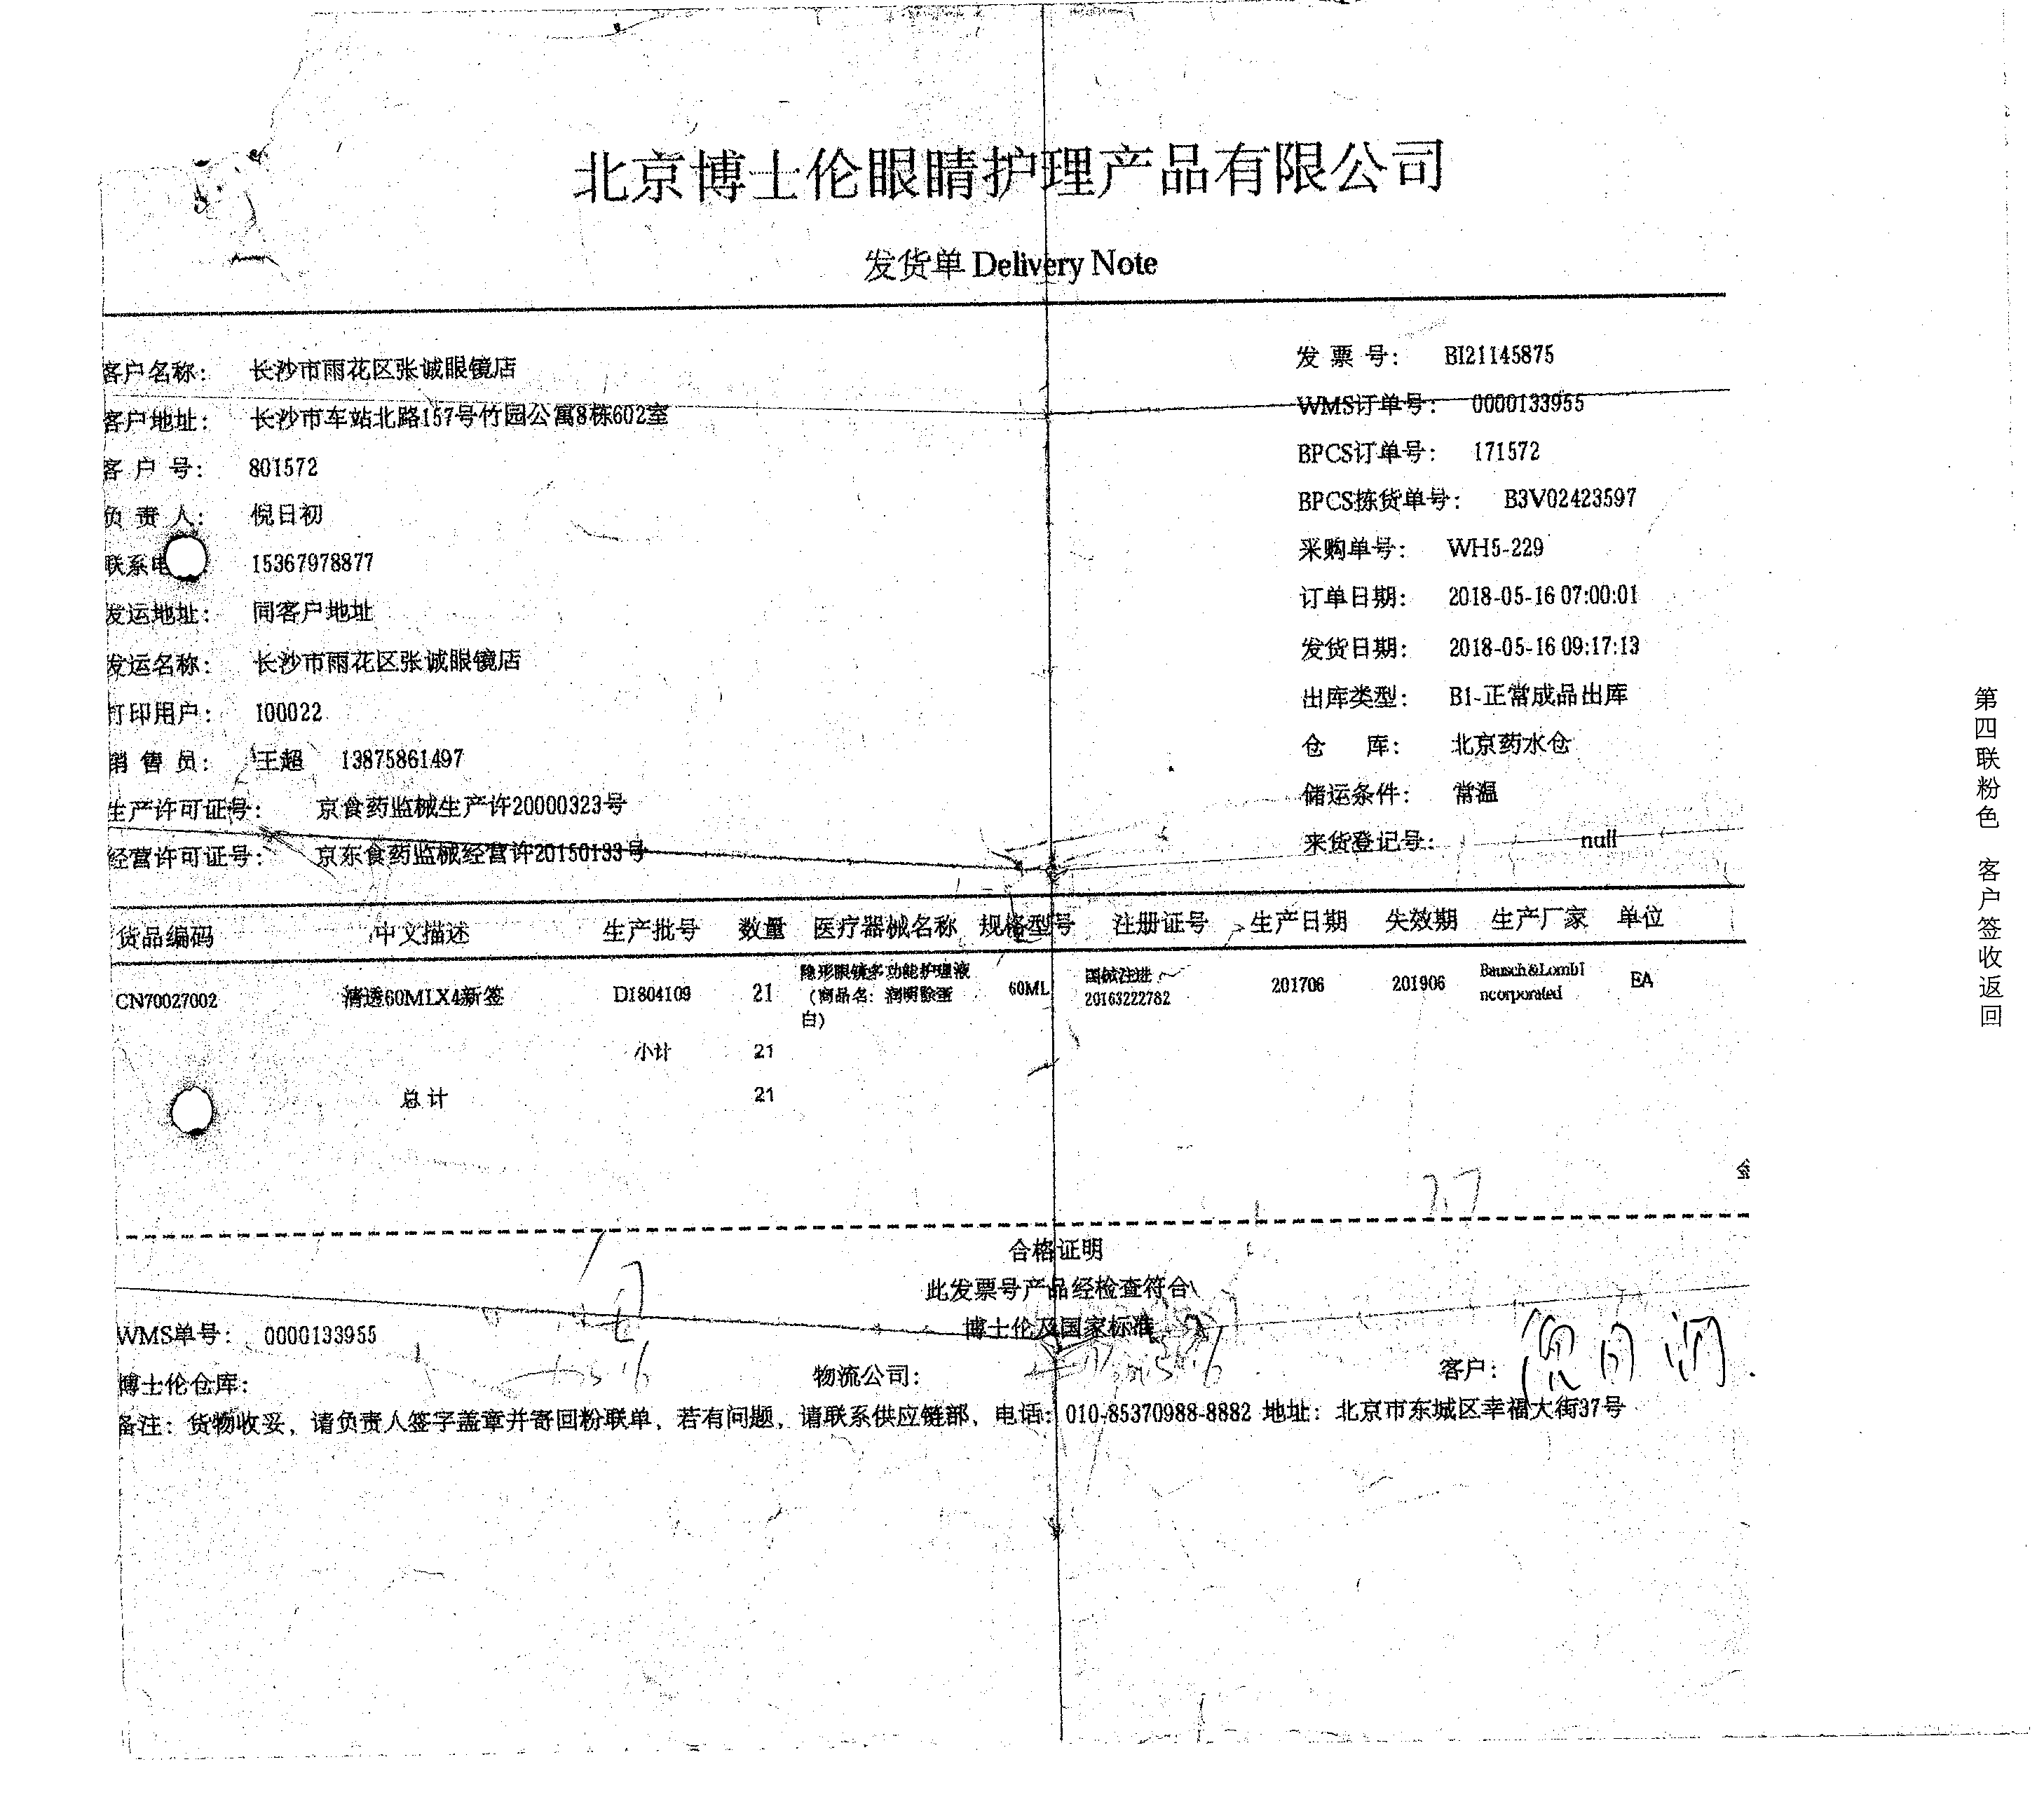 北京博士伦眼睛护理产品有限公司
发货单 Delivery Note
客户名称： 长沙市雨花区张诚眼镜店
客户地址： 长沙市车站北路157号竹园公寓8栋602室
客 户 号： 801572
负 责 人： 倪日初
联系电 15367978877
发运地址： 同客户地址
发运名称： 长沙市雨花区张诚眼镜店
打印用户： 100022
销 售 员： 王超 13875861497
生产许可证号： 京食药监械生产许20000323号
经营许可证号： 京东食药监械经营许20150133号
发 票 号： BI21145875
WMS订单号： 0000133955
BPCS订单号： 171572
BPCS拣货单号： B3V02423597
采购单号： WH5-229
订单日期： 2018-05-16 07:00:01
发货日期： 2018-05-16 09:17:13
出库类型： B1-正常成品出库
仓 库： 北京药水仓
储运条件： 常温
来货登记号： null
货品编码 中文描述 生产批号 数量 医疗器械名称 规格型号 注册证号 生产日期 失效期 生产厂家 单位
CN70027002 清透60MLX4新签 D1804109 21 隐形眼镜多功能护理液（商品名：润明除蛋白） 60ML 国械注进20163222782 201706 201906 Bausch&LombIncorporated EA
小计 21
总计 21
合格证明
此发票号产品经检查符合
博士伦及国家标准
WMS单号： 0000133955
博士伦仓库： 物流公司： 客户：
备注：货物收妥，请负责人签字盖章并寄回粉联单，若有问题，请联系供应链部，电话：010-85370988-8882 地址：北京市东城区幸福大街37号
第四联粉色 客户签收返回